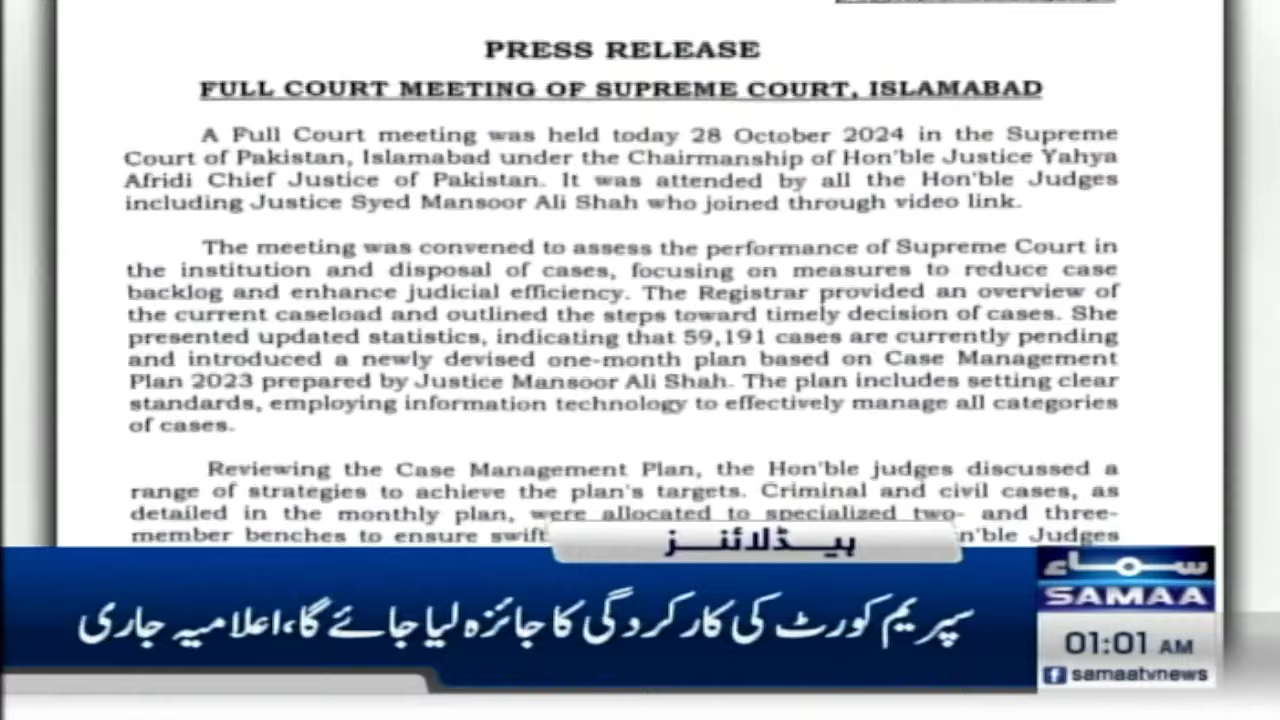 PRESS RELEASE
FULL COURT MEETING OF SUPREME COURT, ISLAMABAD
A Full Court meeting was held today 28 October 2024 in the Supreme
Court of Pakistan, Islamabad under the Chairmanship of Hon'ble Justice Yahya
Afridi Chief Justice of Pakistan. It was attended by all the Hon'ble Judges
including Justice Syed Mansoor Ali Shah who joined through video link.
The meeting was convened to assess the performance of Supreme Court in
the institution and disposal of cases, focusing on measures to reduce case
backlog and enhance judicial efficiency. The Registrar provided an overview of
the current caseload and outlined the steps toward timely decision of cases. She
presented updated statistics, indicating that 59,191 cases are currently pending
and introduced a newly devised one-month plan based on Case Management
Plan 2023 prepared by Justice Mansoor Ali Shah. The plan includes setting clear
standards, employing information technology to effectively manage all categories
of cases.
Reviewing the Case Management Plan, the Hon'ble judges discussed a
range of strategies to achieve the plan's targets. Criminal and civil cases, as
detailed in the monthly plan, were allocated to specialized two- and three-
member benches to ensure swift n'ble Judges
ہیڈلائنز
سپریم کورٹ کی کارکردگی کا جائزہ لیا جائے گا، اعلامیہ جاری
سماء
SAMAA
01:01 AM
samaatvnews